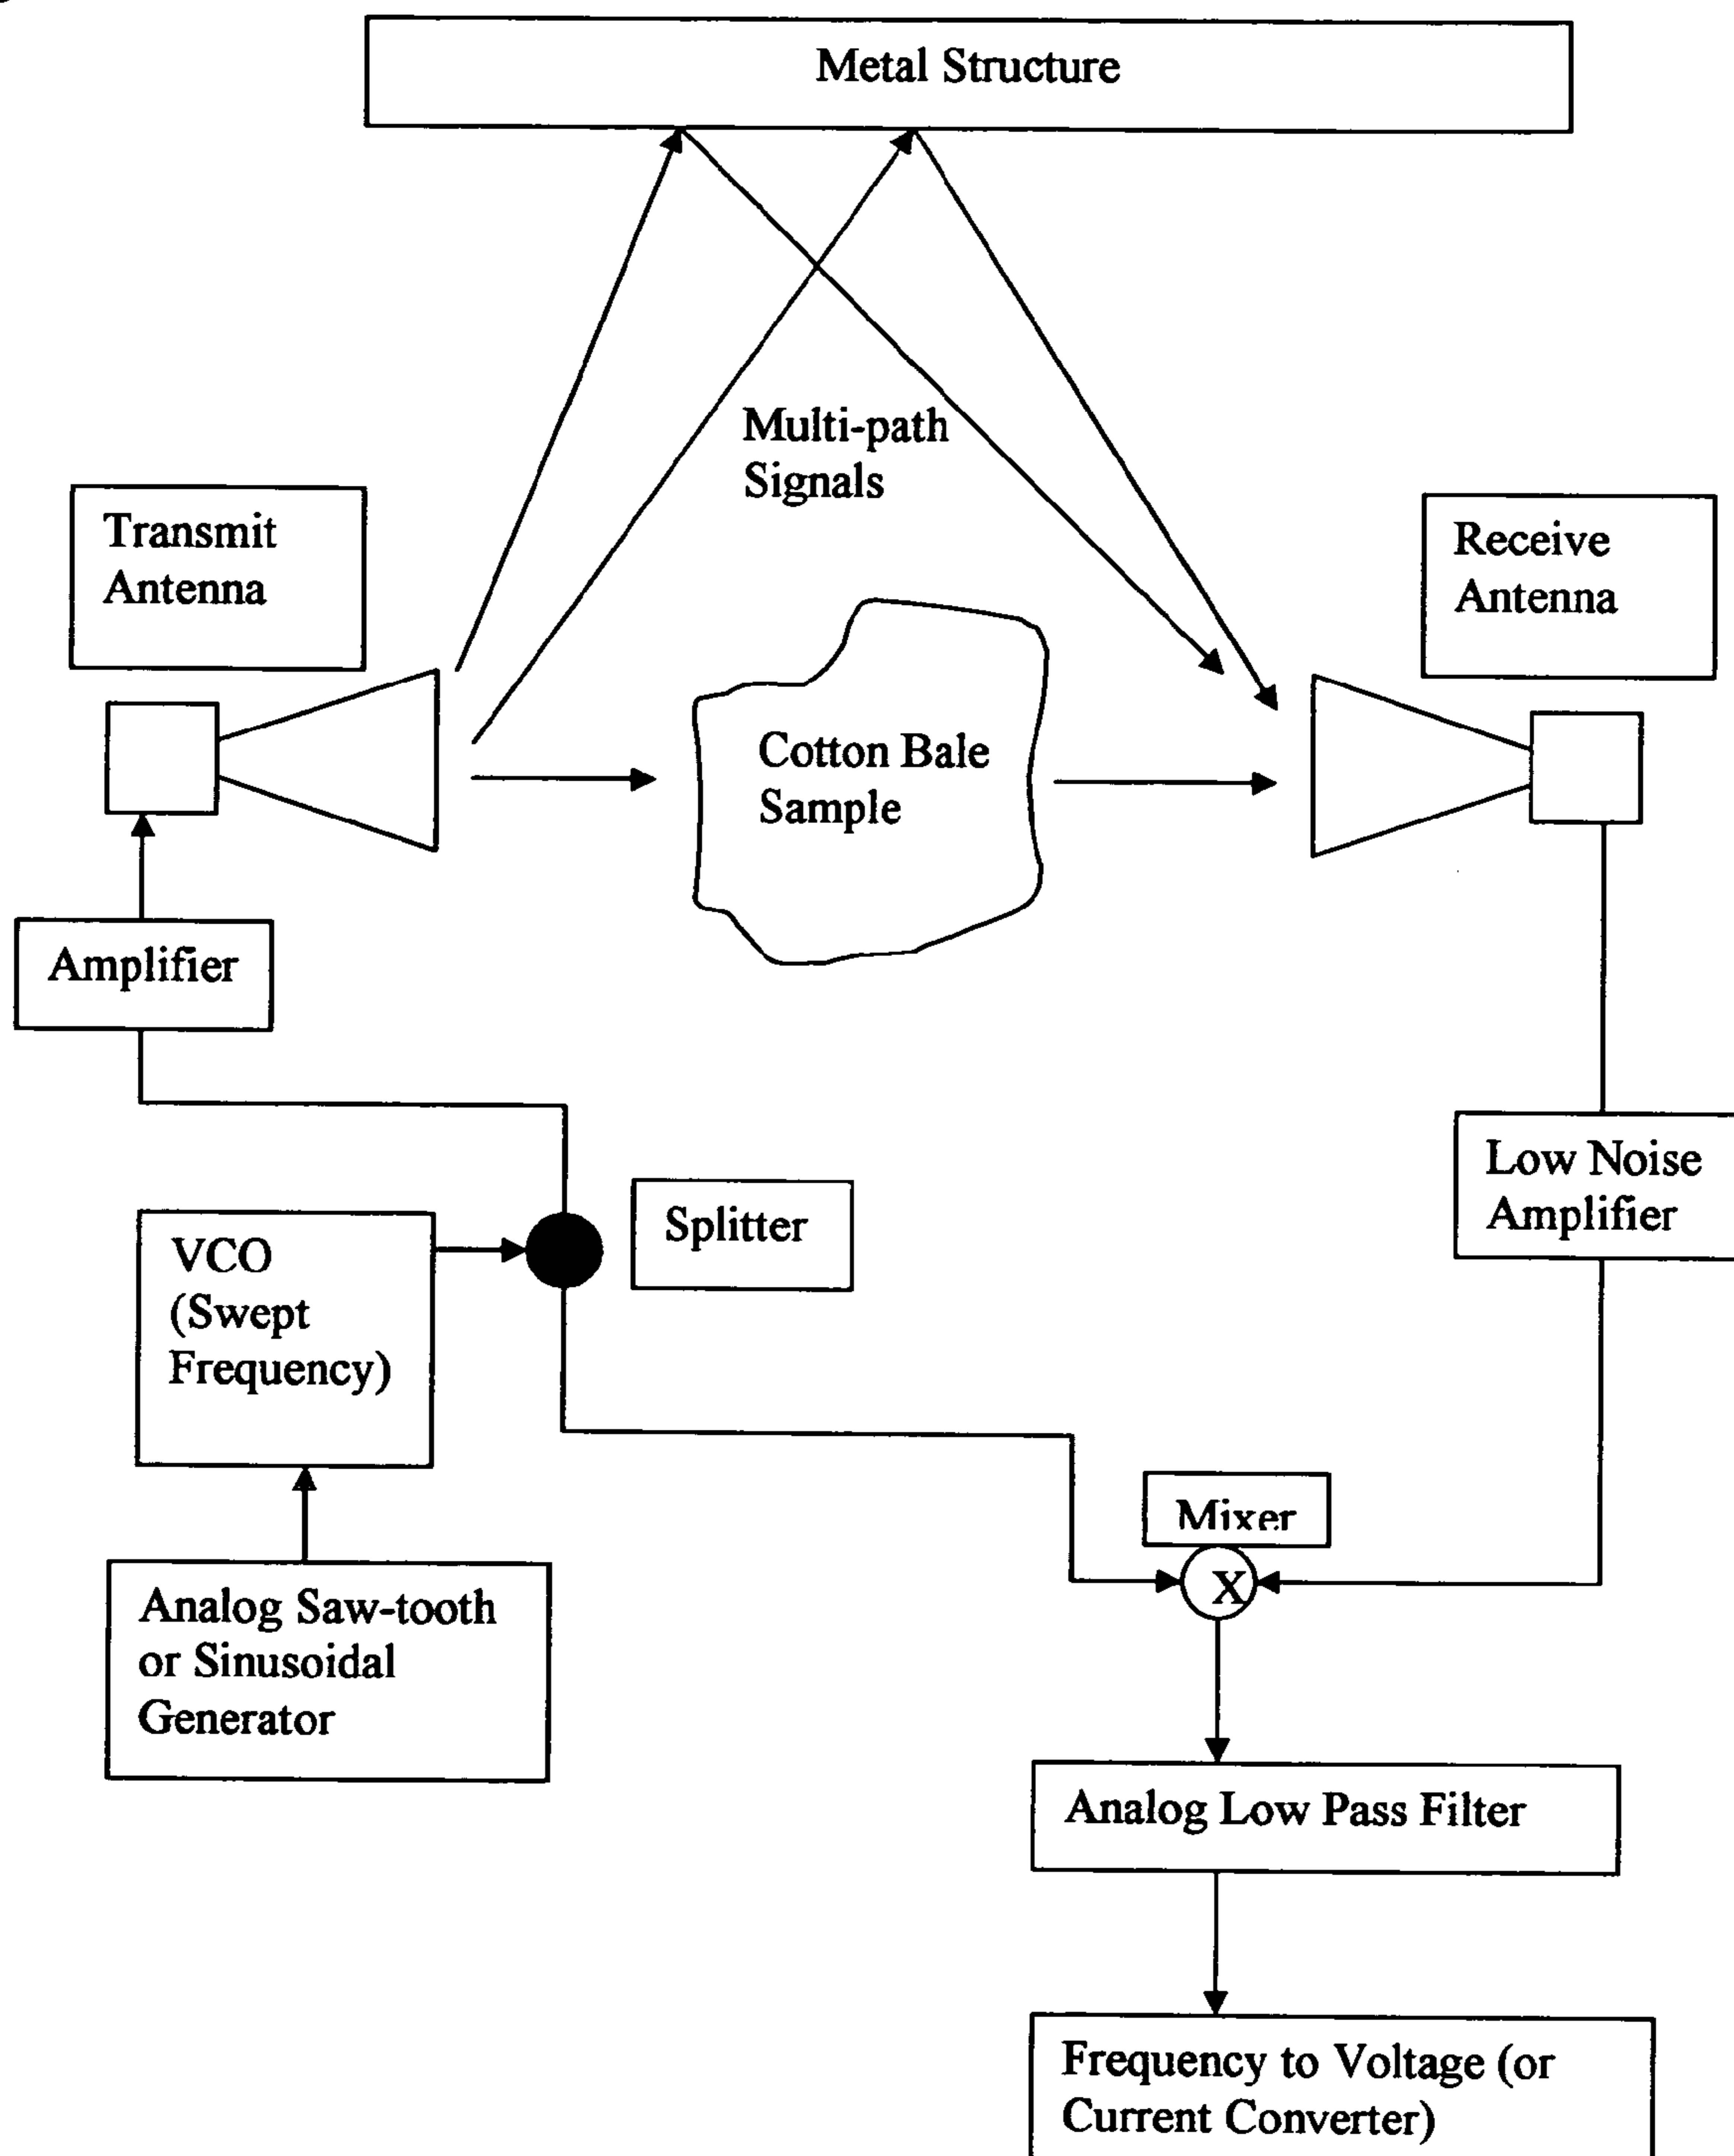 Metal Structure
Multi-path
Signals
Transmit
Antenna
Receive
Antenna
Cotton Bale
Sample
Amplifier
Low Noise
Amplifier
Splitter
VCO
(Swept
Frequency)
Mixer
X
Analog Saw-tooth
or Sinusoidal
Generator
Analog Low Pass Filter
Frequency to Voltage (or
Current Converter)